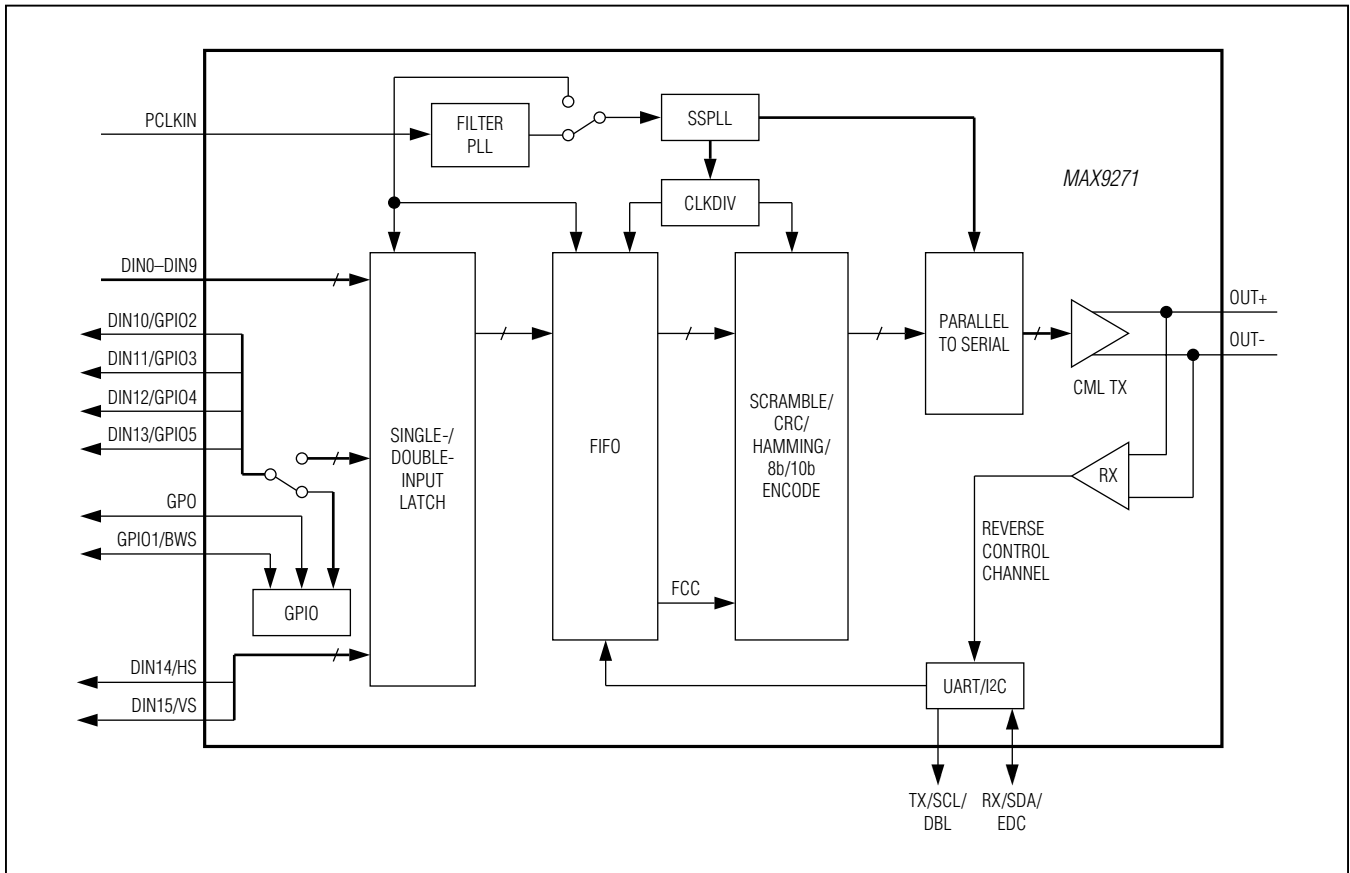 PCLKIN
FILTER
PLL
SSPLL
MAX9271
CLKDIV
DIN0–DIN9
DIN10/GPIO2
DIN11/GPIO3
DIN12/GPIO4
DIN13/GPIO5
GPO
GPIO1/BWS
GPIO
DIN14/HS
DIN15/VS
SINGLE-/
DOUBLE-
INPUT
LATCH
FIFO
FCC
SCRAMBLE/
CRC/
HAMMING/
8b/10b
ENCODE
PARALLEL
TO SERIAL
CML TX
OUT+
OUT-
RX
REVERSE
CONTROL
CHANNEL
UART/I2C
TX/SCL/
DBL
RX/SDA/
EDC